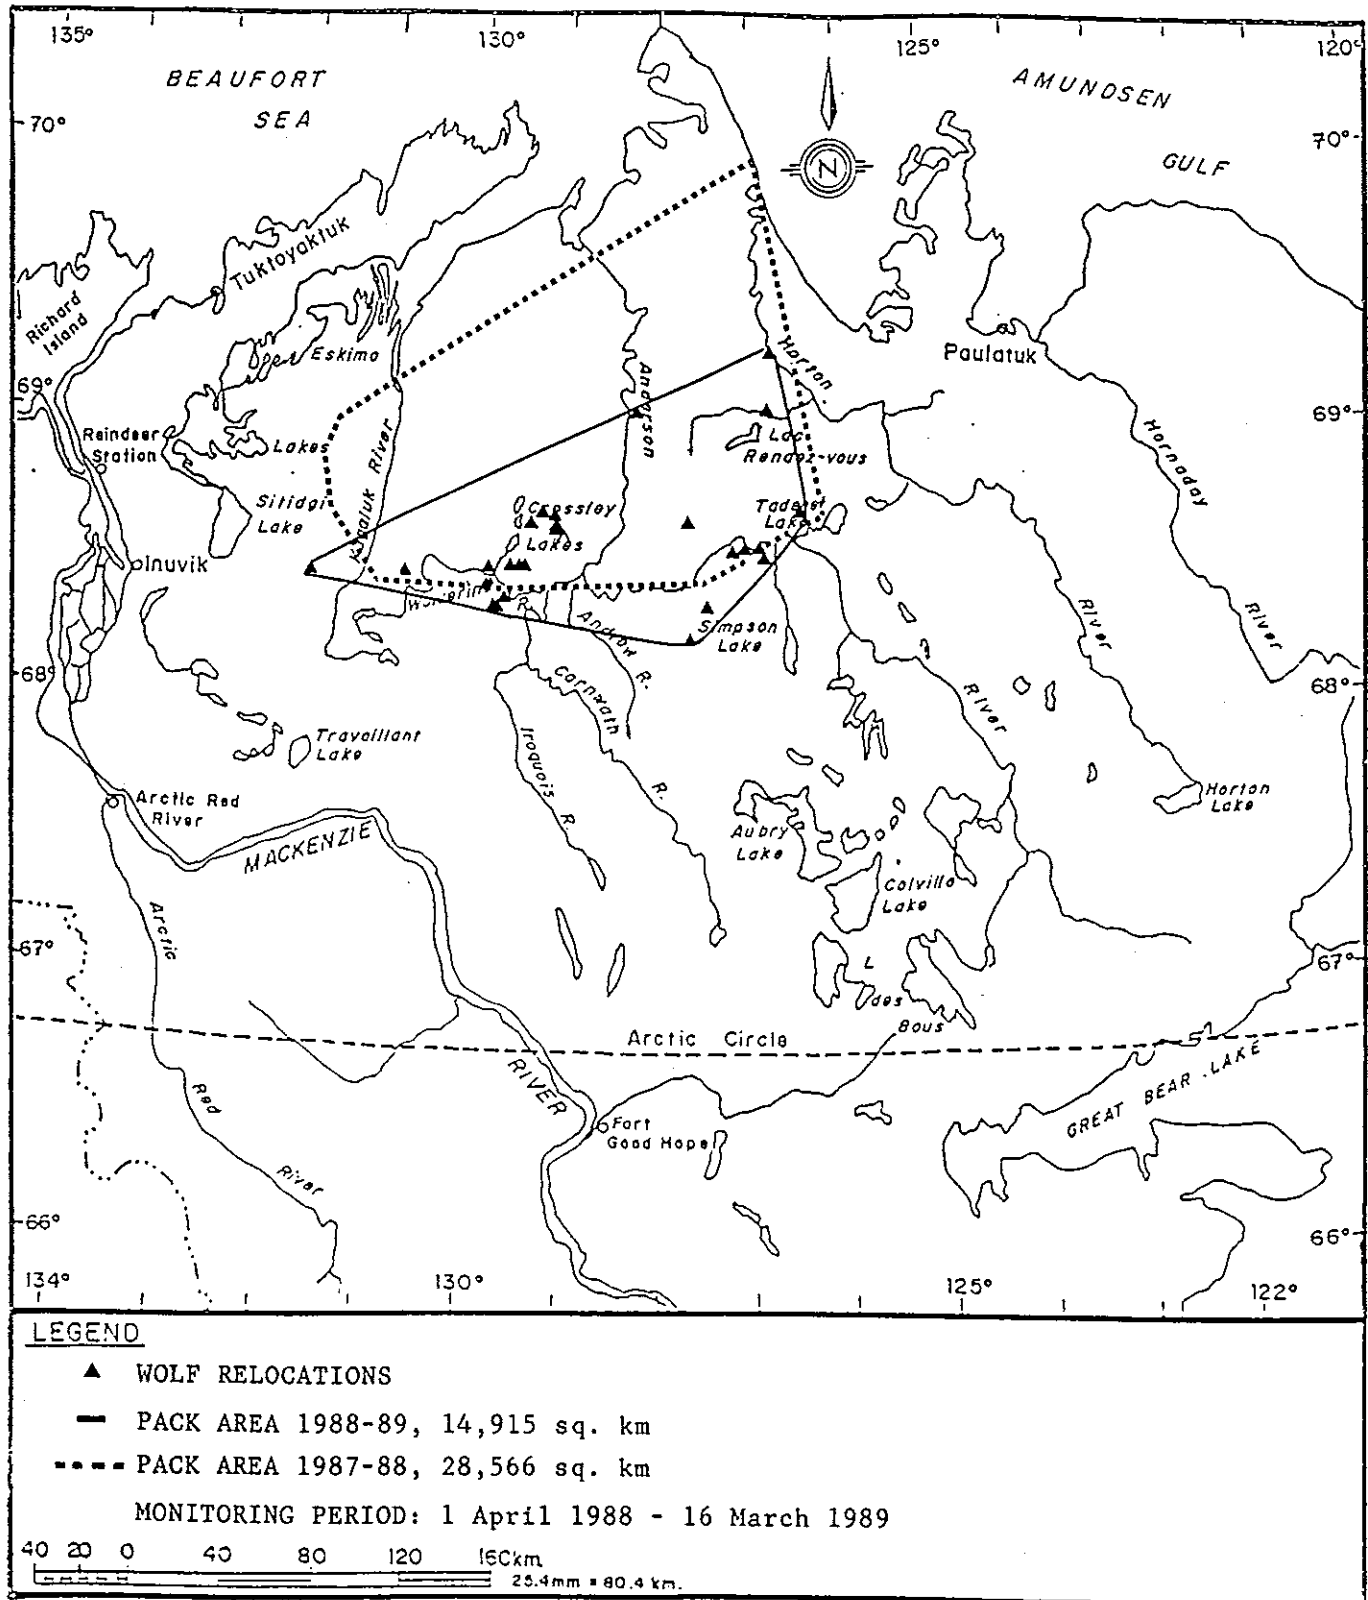 135°
130°
125°
120°
BEAUFORT
SEA
AMUNDSEN
GULF
70°
70°
N
Tuktoyaktuk
Richard
Island
Eskimo
Lakes
Paulatuk
69°
69°
Horton
Anderson
Reindeer
Station
River
Lac
Rendez-vous
Hornaday
River
Sitidgi
Lake
Crossley
Lakes
Inuvik
R.
Simpson
Lake
Andrew R.
68°
68°
Carnwath
R.
Iroquois R.
River
River
Travaillant
Lake
Horton
Lake
Arctic Red
River
MACKENZIE
RIVER
Aubry
Lake
Colville
Lake
67°
67°
Arctic
Red
River
L
des
Bous
Arctic Circle
GREAT BEAR LAKE
Fort
Good Hope
66°
66°
134°
130°
125°
122°
LEGEND
WOLF RELOCATIONS
PACK AREA 1988-89, 14,915 sq. km
PACK AREA 1987-88, 28,566 sq. km
MONITORING PERIOD: 1 April 1988 - 16 March 1989
40 20 0 40 80 120 160km
25.4mm = 80.4 km.